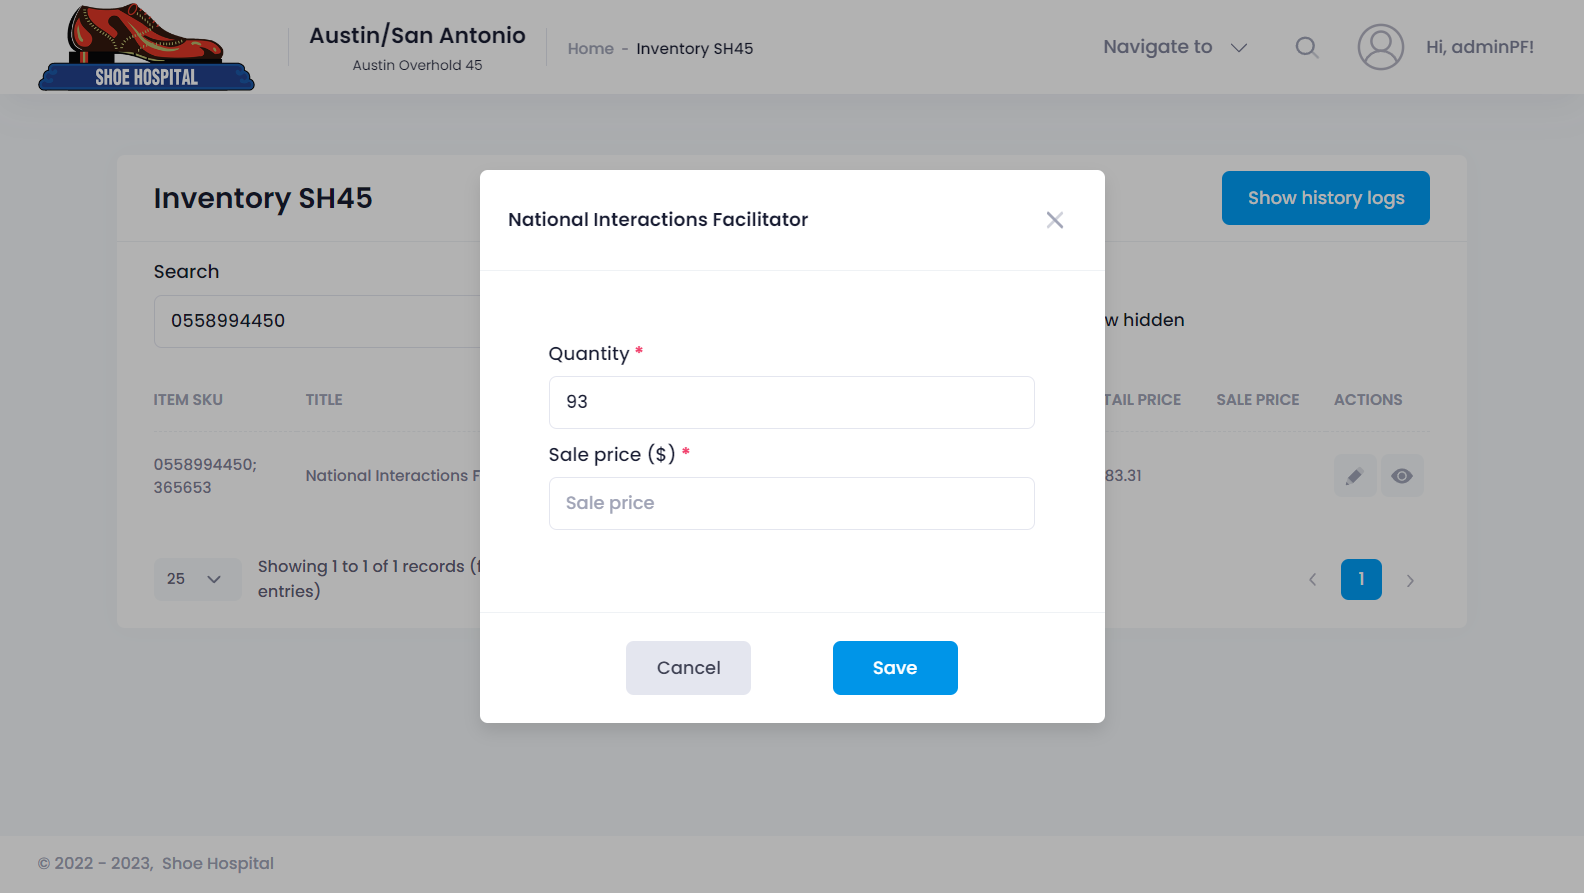 SHOE HOSPITAL
Austin/San Antonio
Austin Overhold 45
Home - Inventory SH45
Navigate to
Hi, adminPF!
Inventory SH45
Show history logs
National Interactions Facilitator
Search
0558994450
w hidden
Quantity *
93
ITEM SKU
TITLE
TAIL PRICE
SALE PRICE
ACTIONS
Sale price ($) *
Sale price
0558994450;
365653
National Interactions F
83.31
25
Showing 1 to 1 of 1 records (f
entries)
1
Cancel
Save
© 2022 - 2023, Shoe Hospital